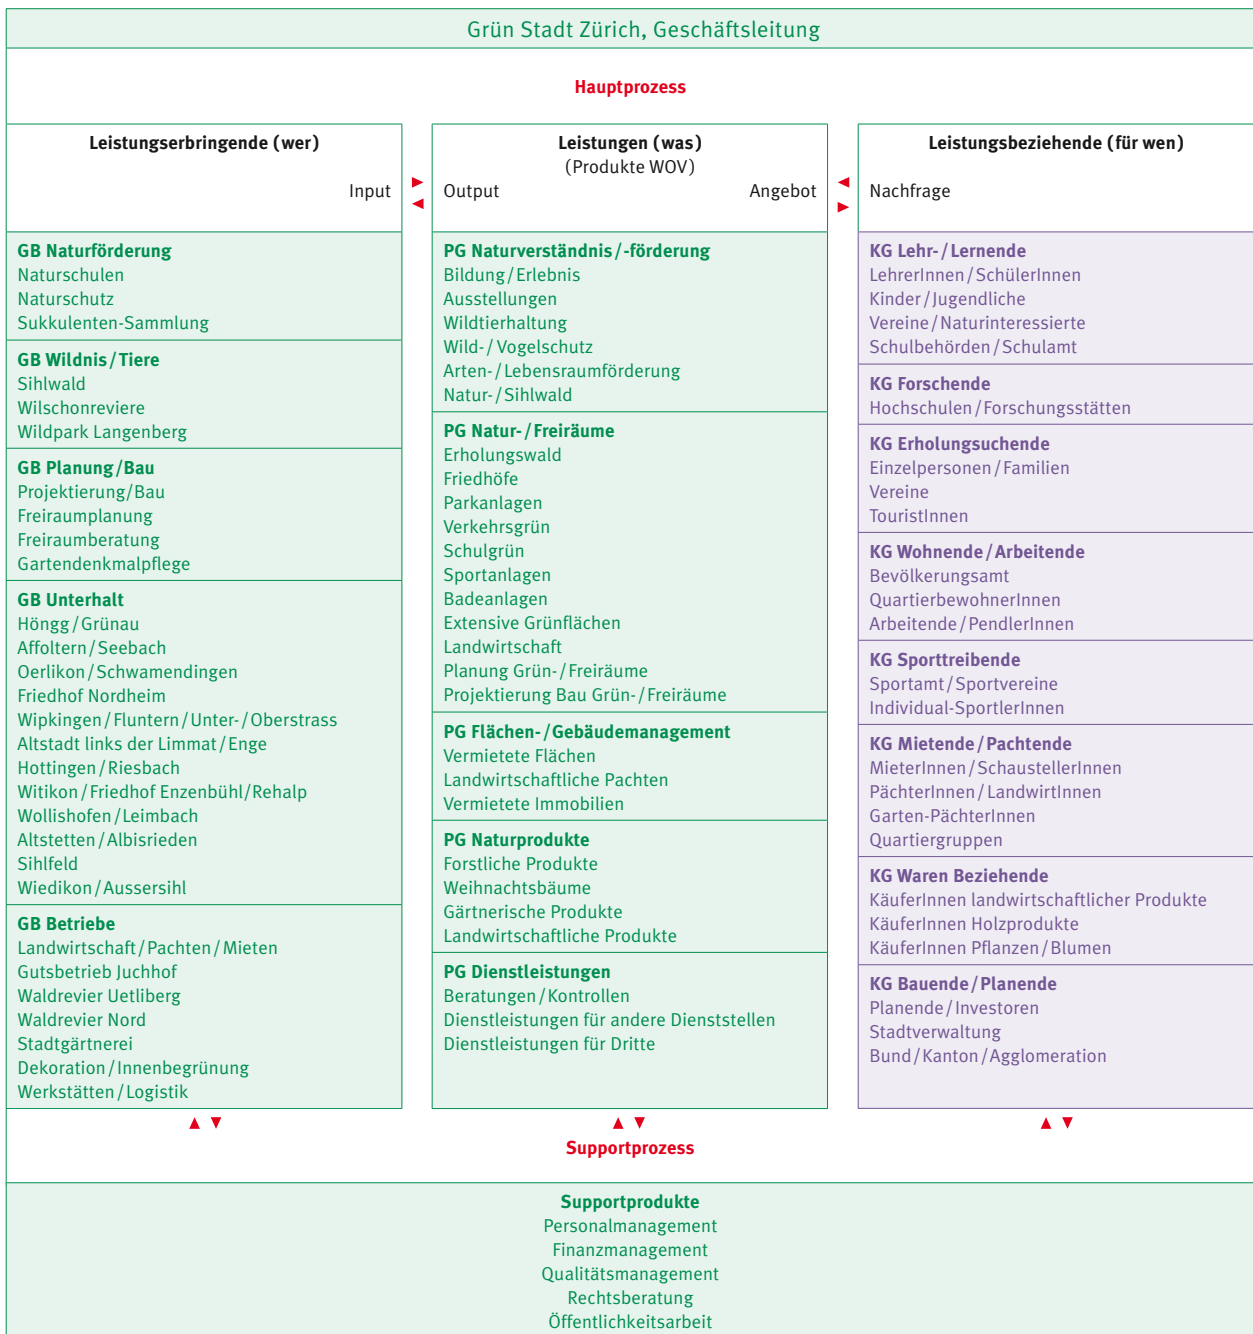 Grün Stadt Zürich, Geschäftsleitung
Hauptprozess
Leistungserbringende (wer)
Input
GB Naturförderung
Naturschulen
Naturschutz
Sukkulenten-Sammlung
GB Wildnis/Tiere
Sihlwald
Wilschonreviere
Wildpark Langenberg
GB Planung/Bau
Projektierung/Bau
Freiraumplanung
Freiraumberatung
Gartendenkmalpflege
GB Unterhalt
Höngg/Grünau
Affoltern/Seebach
Oerlikon/Schwamendingen
Friedhof Nordheim
Wipkingen/Fluntern/Unter-/Oberstrass
Altstadt links der Limmat/Enge
Hottingen/Riesbach
Witikon/Friedhof Enzenbühl/Rehalp
Wollishofen/Leimbach
Altstetten/Albisrieden
Sihlfeld
Wiedikon/Aussersihl
GB Betriebe
Landwirtschaft/Pachten/Mieten
Gutsbetrieb Juchhof
Waldrevier Uetliberg
Waldrevier Nord
Stadtgärtnerei
Dekoration/Innenbegrünung
Werkstätten/Logistik
Leistungen (was)
(Produkte WOV)
Output Angebot
PG Naturverständnis/-förderung
Bildung/Erlebnis
Ausstellungen
Wildtierhaltung
Wild-/Vogelschutz
Arten-/Lebensraumförderung
Natur-/Sihlwald
PG Natur-/Freiräume
Erholungswald
Friedhöfe
Parkanlagen
Verkehrsgrün
Schulgrün
Sportanlagen
Badeanlagen
Extensive Grünflächen
Landwirtschaft
Planung Grün-/Freiräume
Projektierung Bau Grün-/Freiräume
PG Flächen-/Gebäudemanagement
Vermietete Flächen
Landwirtschaftliche Pachten
Vermietete Immobilien
PG Naturprodukte
Forstliche Produkte
Weihnachtsbäume
Gärtnerische Produkte
Landwirtschaftliche Produkte
PG Dienstleistungen
Beratungen/Kontrollen
Dienstleistungen für andere Dienststellen
Dienstleistungen für Dritte
Leistungsbeziehende (für wen)
Nachfrage
KG Lehr-/Lernende
LehrerInnen/SchülerInnen
Kinder/Jugendliche
Vereine/Naturinteressierte
Schulbehörden/Schulamt
KG Forschende
Hochschulen/Forschungsstätten
KG Erholungsuchende
Einzelpersonen/Familien
Vereine
TouristInnen
KG Wohnende/Arbeitende
Bevölkerungsamt
QuartierbewohnerInnen
Arbeitende/PendlerInnen
KG Sporttreibende
Sportamt/Sportvereine
Individual-SportlerInnen
KG Mietende/Pachtende
MieterInnen/SchaustellerInnen
PächterInnen/LandwirtInnen
Garten-PächterInnen
Quartiergruppen
KG Waren Beziehende
KäuferInnen landwirtschaftlicher Produkte
KäuferInnen Holzprodukte
KäuferInnen Pflanzen/Blumen
KG Bauende/Planende
Planende/Investoren
Stadtverwaltung
Bund/Kanton/Agglomeration
Supportprozess
Supportprodukte
Personalmanagement
Finanzmanagement
Qualitätsmanagement
Rechtsberatung
Öffentlichkeitsarbeit